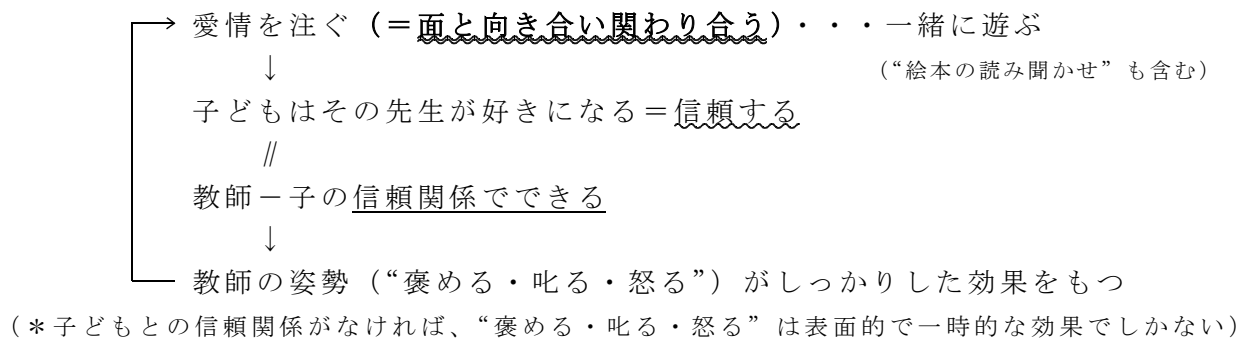 愛情を注ぐ（＝面と向き合い関わり合う）・・・一緒に遊ぶ
↓
（“絵本の読み聞かせ”も含む）
子どもはその先生が好きになる＝信頼する
〃
教師－子の信頼関係でできる
↓
教師の姿勢（“褒める・叱る・怒る”）がしっかりした効果をもつ
（＊子どもとの信頼関係がなければ、“褒める・叱る・怒る”は表面的で一時的な効果でしかない）